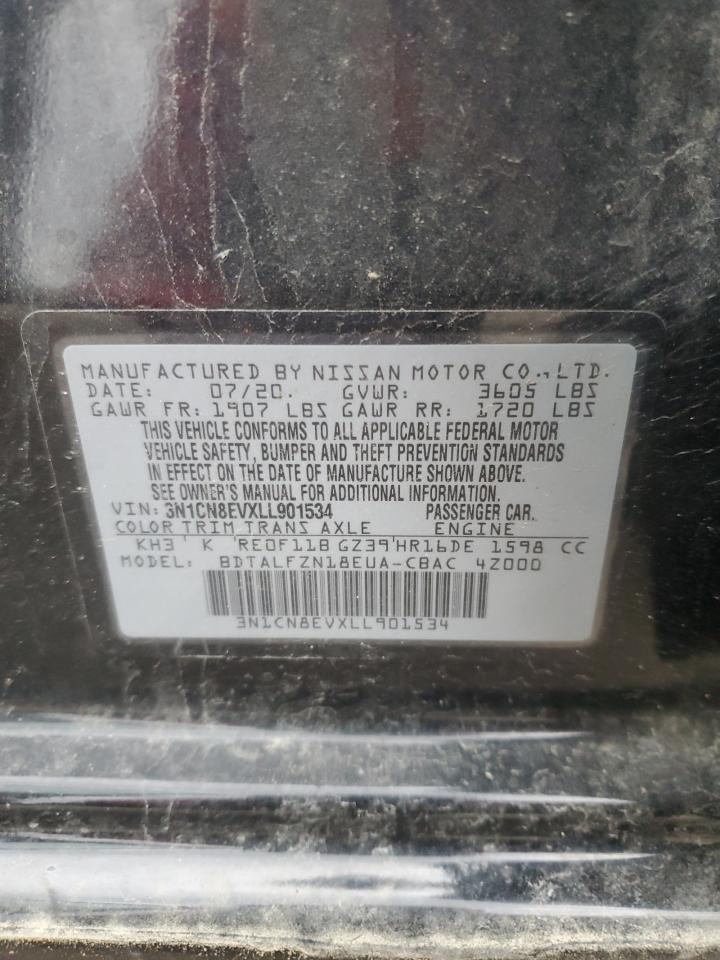 MANUFACTURED BY NISSAN MOTOR CO.,LTD.
DATE: 07/20. GVWR: 3605 LBS
GAWR FR: 1907 LBS GAWR RR: 1720 LBS
THIS VEHICLE CONFORMS TO ALL APPLICABLE FEDERAL MOTOR
VEHICLE SAFETY, BUMPER AND THEFT PREVENTION STANDARDS
IN EFFECT ON THE DATE OF MANUFACTURE SHOWN ABOVE.
SEE OWNER'S MANUAL FOR ADDITIONAL INFORMATION.
VIN: 3N1CN8EVXLL901534 PASSENGER CAR.
COLOR TRIM TRANS AXLE ENGINE
KH3' K 'RE0F11B GZ39'HR16DE 1598 CC
MODEL: BDTALFZN18EUA-CBAC 4Z000
3N1CN8EVXLL901534